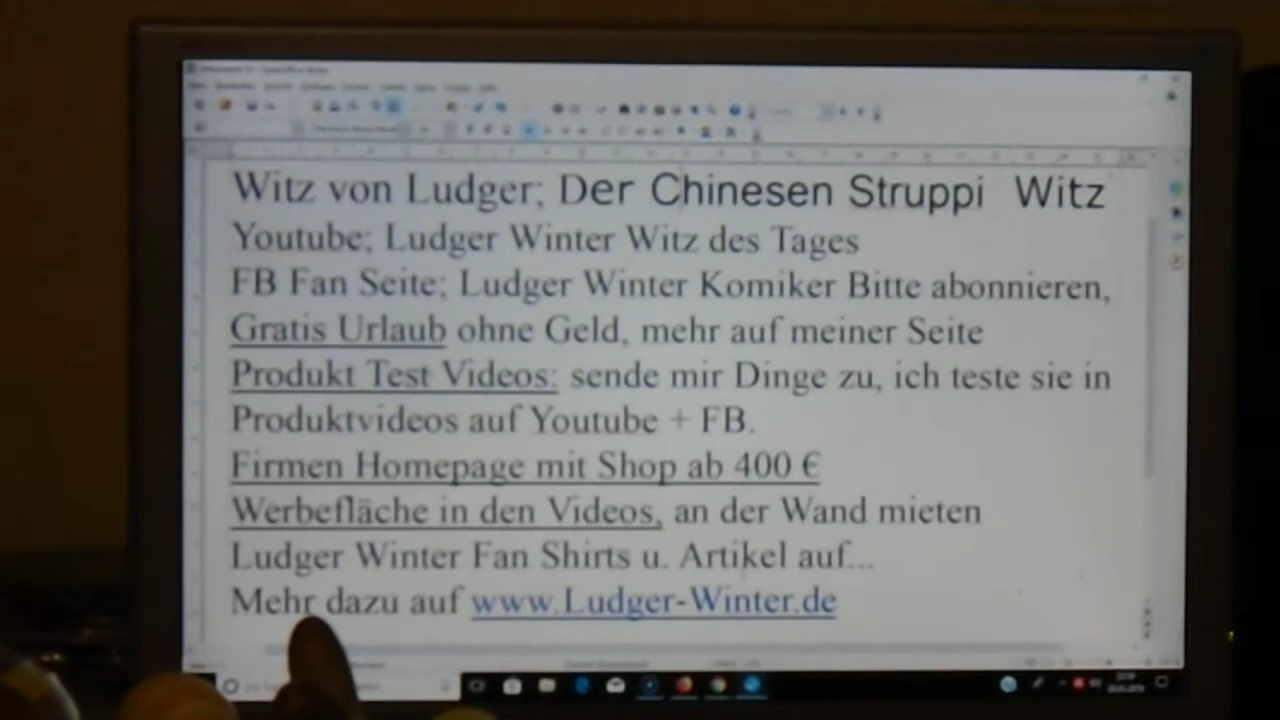 Witz von Ludger; Der Chinesen Struppi Witz
Youtube; Ludger Winter Witz des Tages
FB Fan Seite; Ludger Winter Komiker Bitte abonnieren,
Gratis Urlaub ohne Geld, mehr auf meiner Seite
Produkt Test Videos: sende mir Dinge zu, ich teste sie in
Produktvideos auf Youtube + FB.
Firmen Homepage mit Shop ab 400 €
Werbefläche in den Videos, an der Wand mieten
Ludger Winter Fan Shirts u. Artikel auf...
Mehr dazu auf www.Ludger-Winter.de